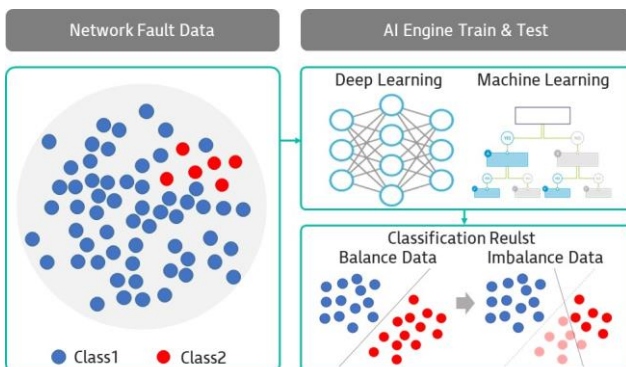 Network Fault Data
AI Engine Train & Test
Deep Learning
Machine Learning
Classification Reulst
Balance Data
Imbalance Data
Class1
Class2